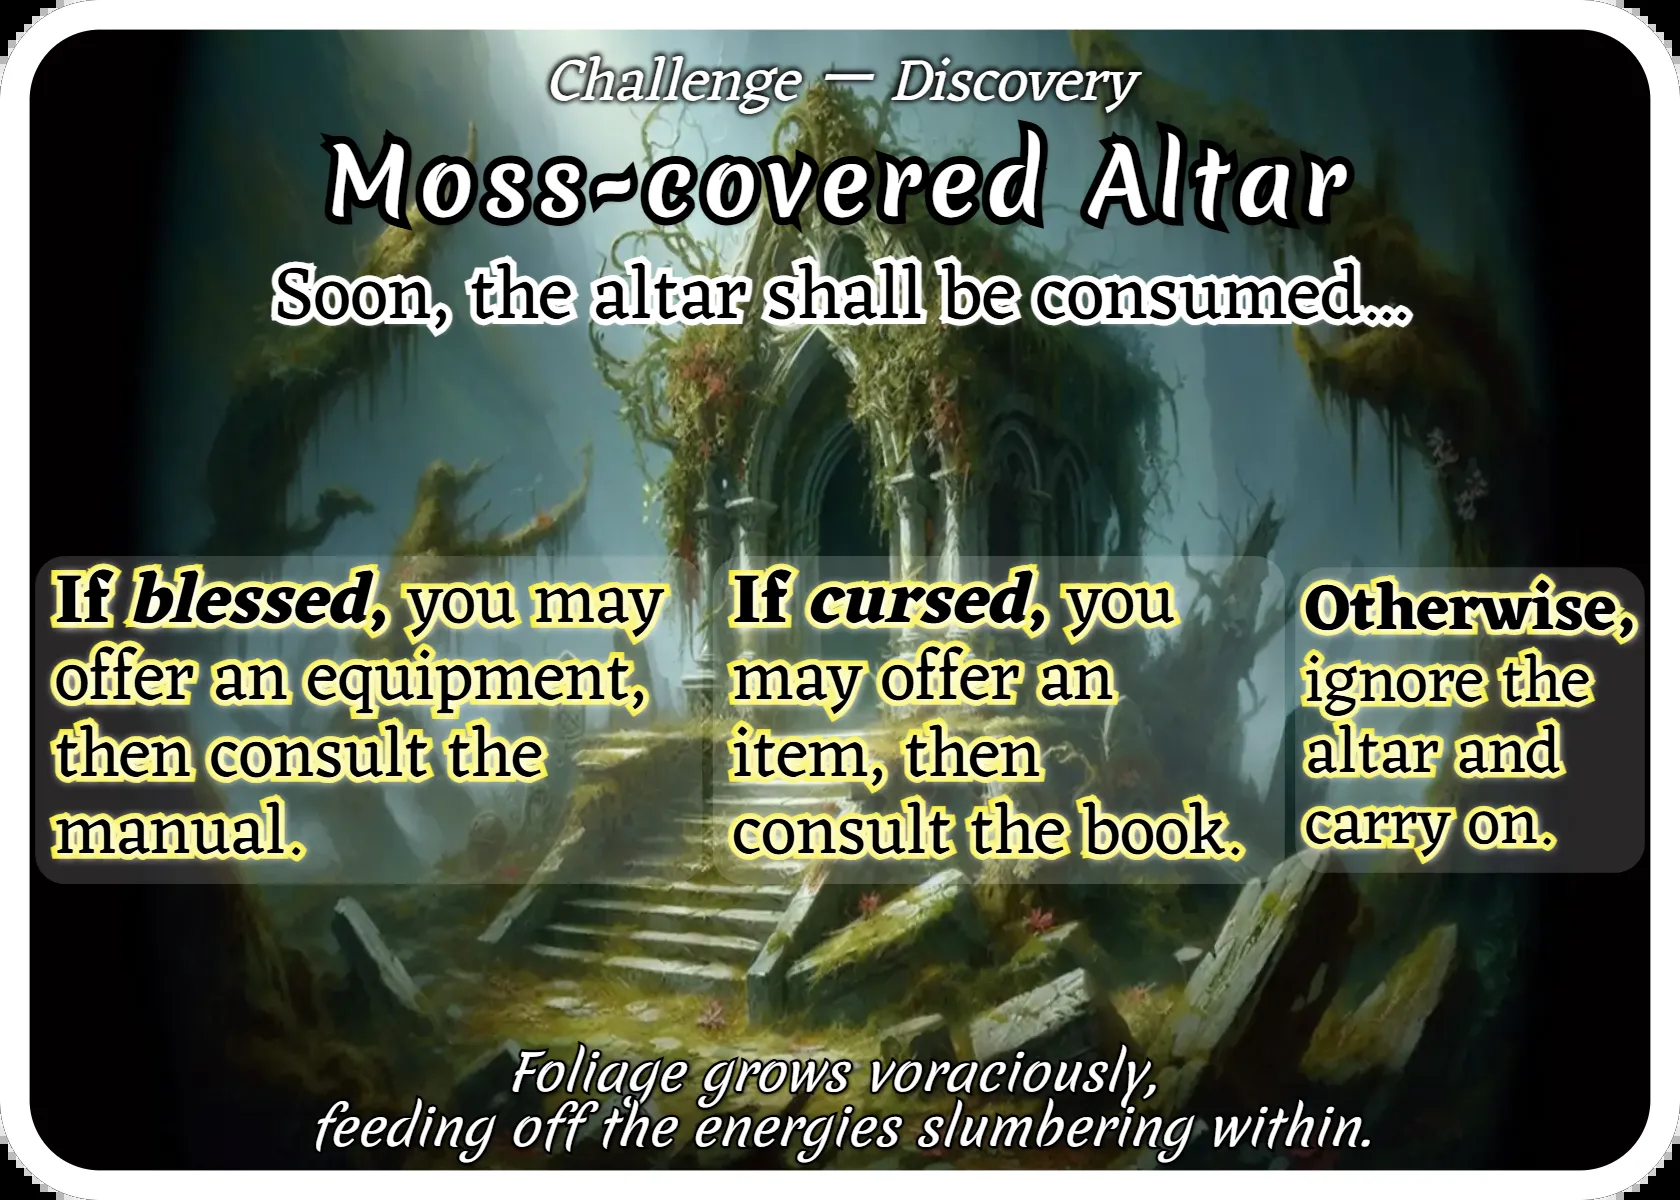 Challenge — Discovery
Moss-covered Altar
Soon, the altar shall be consumed...
If blessed, you may
offer an equipment,
then consult the
manual.
If cursed, you
may offer an
item, then
consult the book.
Otherwise,
ignore the
altar and
carry on.
Foliage grows voraciously,
feeding off the energies slumbering within.